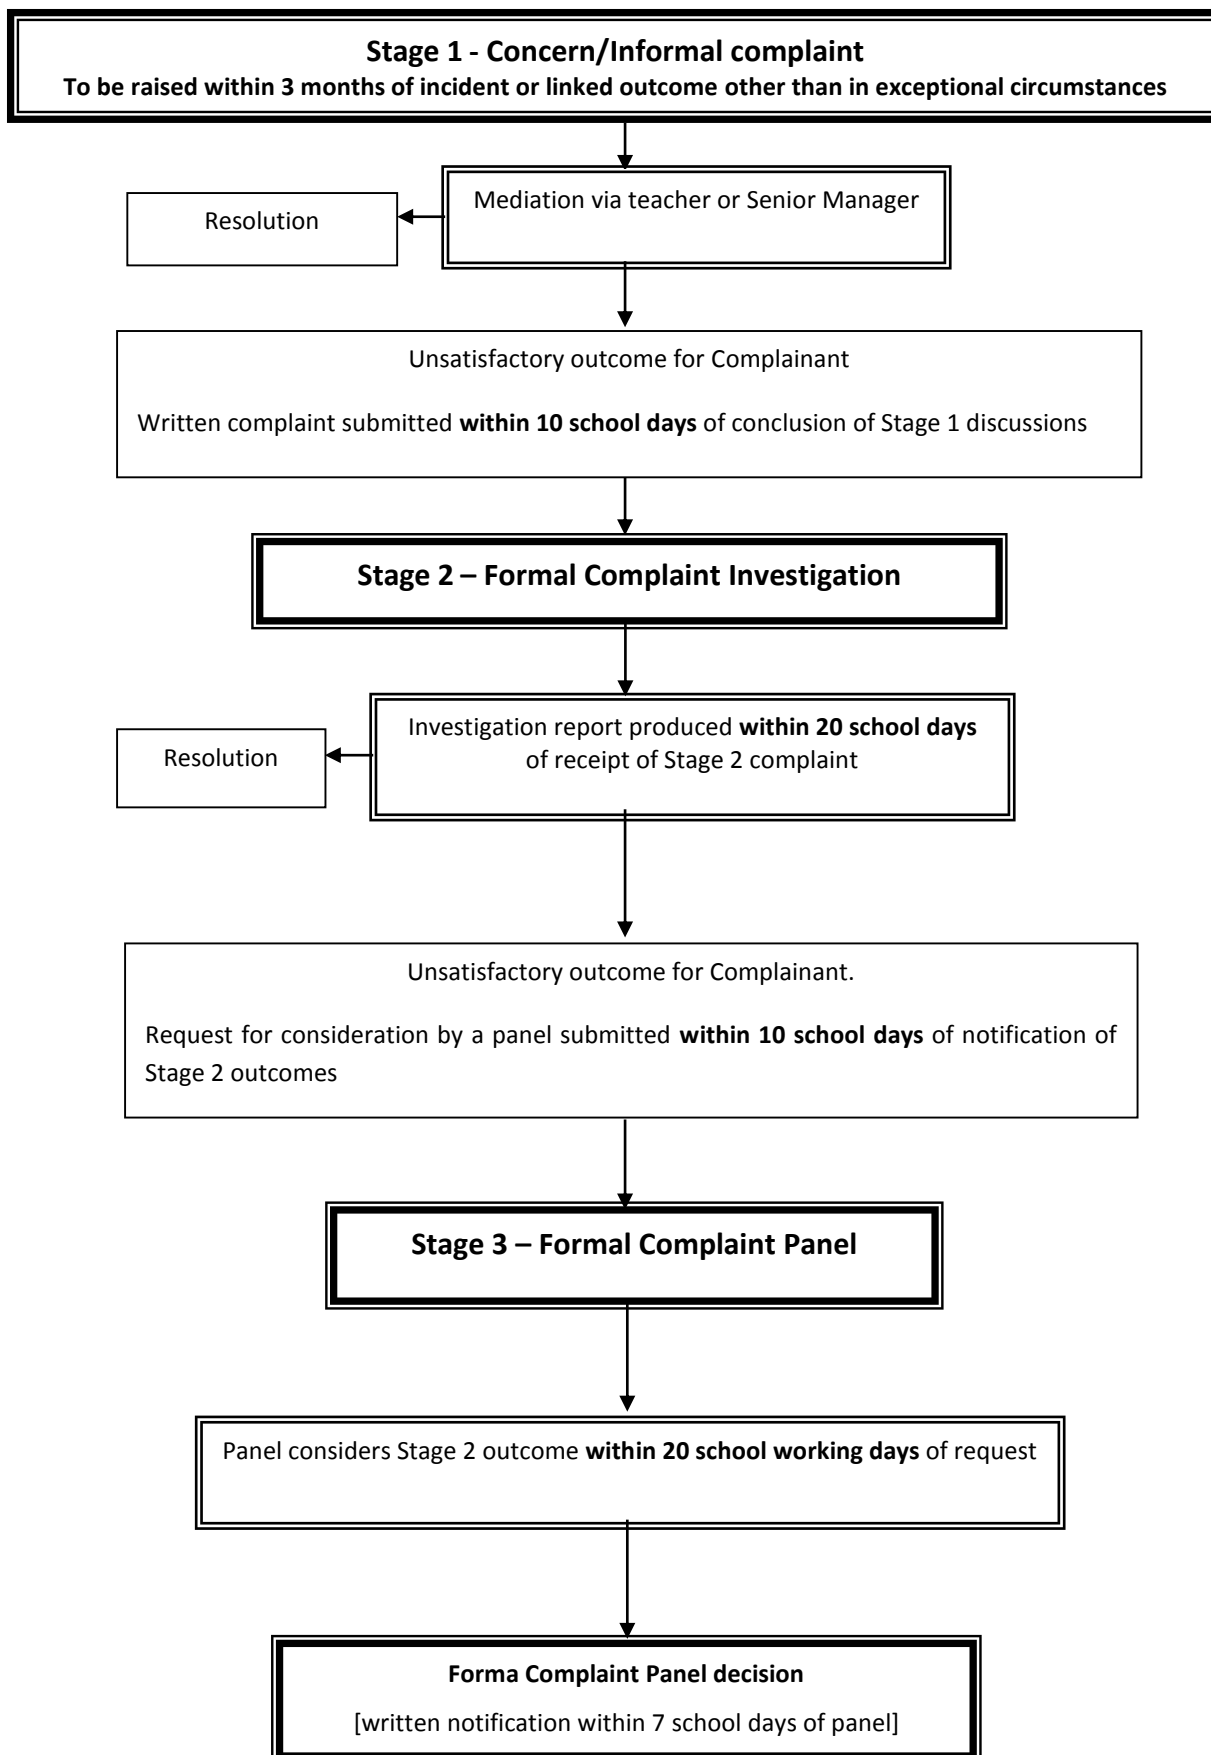 Stage 1 - Concern/Informal complaint
To be raised within 3 months of incident or linked outcome other than in exceptional circumstances
Mediation via teacher or Senior Manager
Resolution
Unsatisfactory outcome for Complainant
Written complaint submitted within 10 school days of conclusion of Stage 1 discussions
Stage 2 – Formal Complaint Investigation
Investigation report produced within 20 school days
of receipt of Stage 2 complaint
Resolution
Unsatisfactory outcome for Complainant.
Request for consideration by a panel submitted within 10 school days of notification of
Stage 2 outcomes
Stage 3 – Formal Complaint Panel
Panel considers Stage 2 outcome within 20 school working days of request
Forma Complaint Panel decision
[written notification within 7 school days of panel]